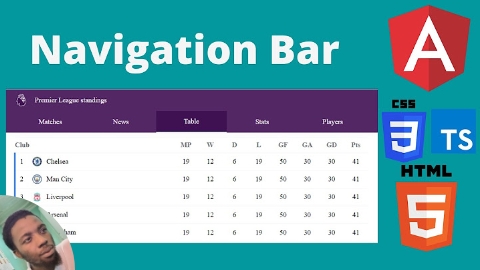 Navigation Bar
A
Premier League standings
Matches News Table Stats Players
Club MP W D L GF GA GD Pts
1 Chelsea 19 12 6 19 50 30 30 41
2 Man City 19 12 6 19 50 30 30 41
3 Liverpool 19 12 6 19 50 30 30 41
Arsenal 19 12 6 19 50 30 30 41
ham 19 12 6 19 50 30 30 41
CSS
3
TS
HTML
5